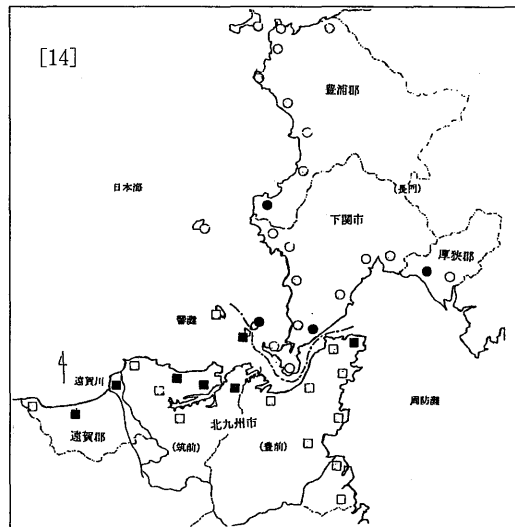 [14]
豊浦郡
日本海
(長門)
下関市
厚狭郡
響灘
遠賀川
周防灘
北九州市
遠賀郡
(筑前)
(豊前)